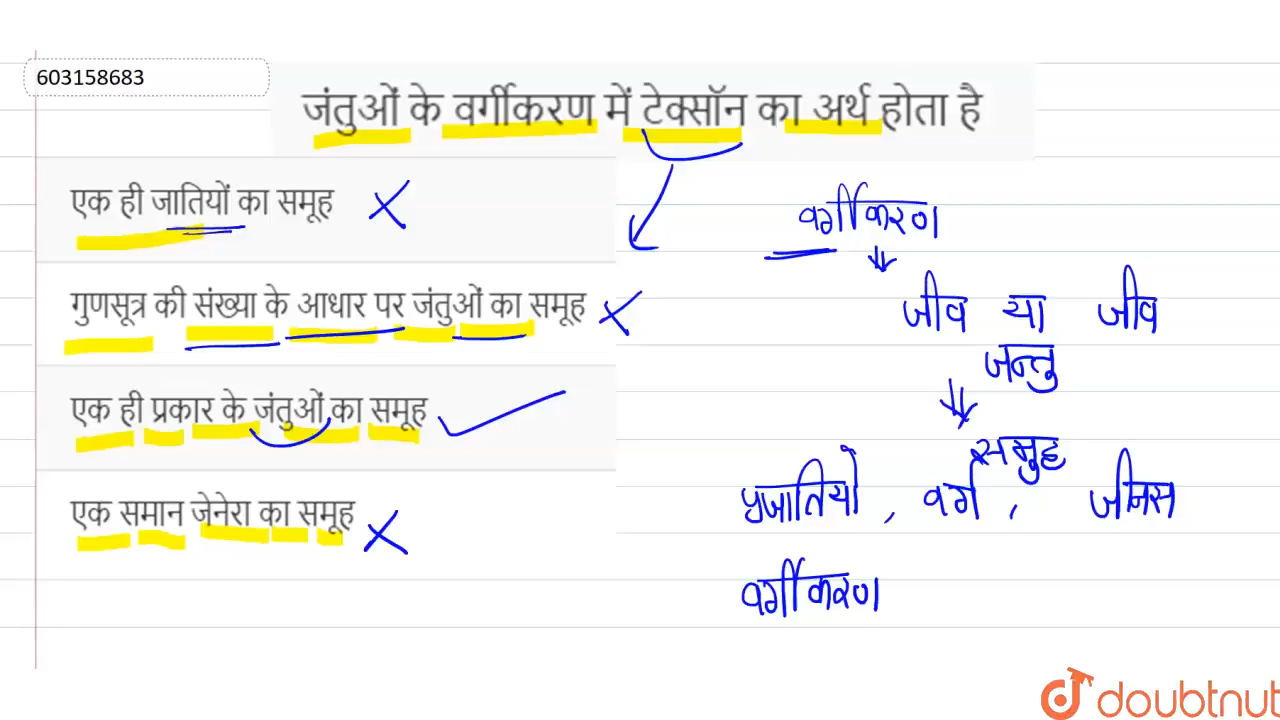 603158683
जंतुओं के वर्गीकरण में टेक्सॉन का अर्थ होता है
एक ही जातियों का समूह
गुणसूत्र की संख्या के आधार पर जंतुओं का समूह
एक ही प्रकार के जंतुओं का समूह
एक समान जेनेरा का समूह
वर्गीकरण
जीव या जीव
जन्तु
समुह
प्रजातियो, वर्ग, जीनस
वर्गीकरण
doubtnut